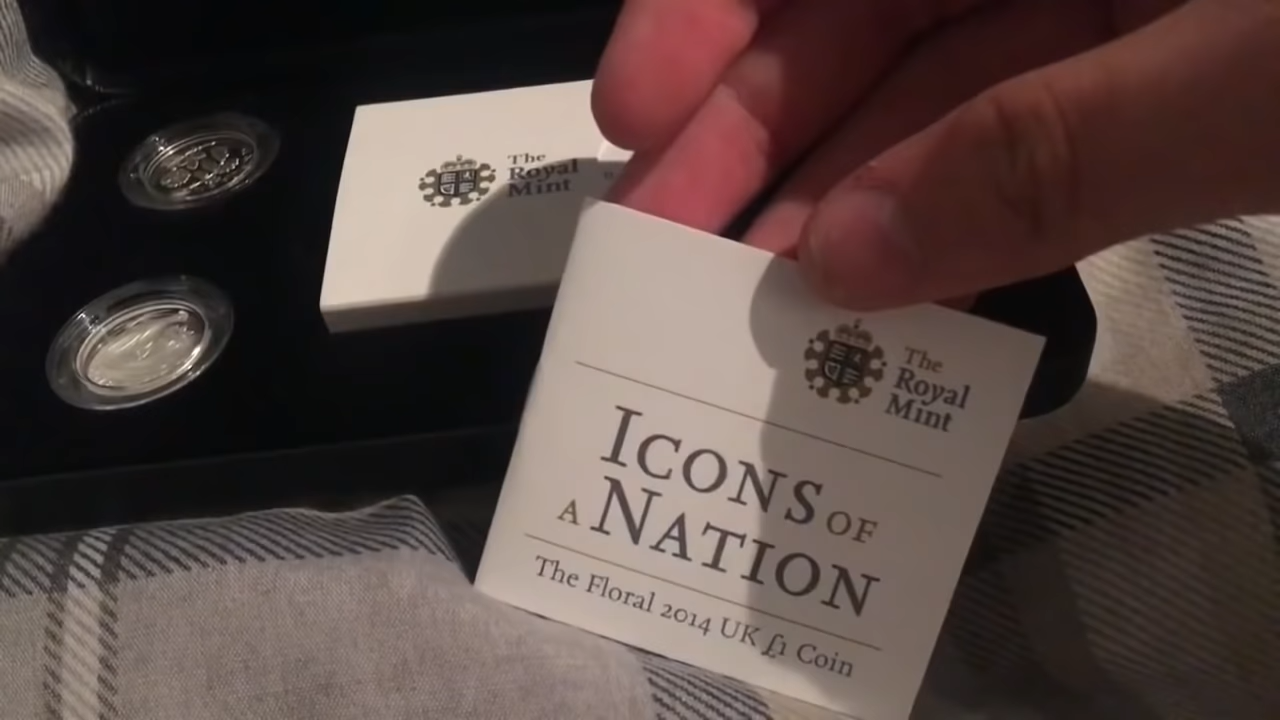 The
Royal
Mint
The
Royal
Mint
ICONS OF
A NATION
The Floral 2014 UK £1 Coin